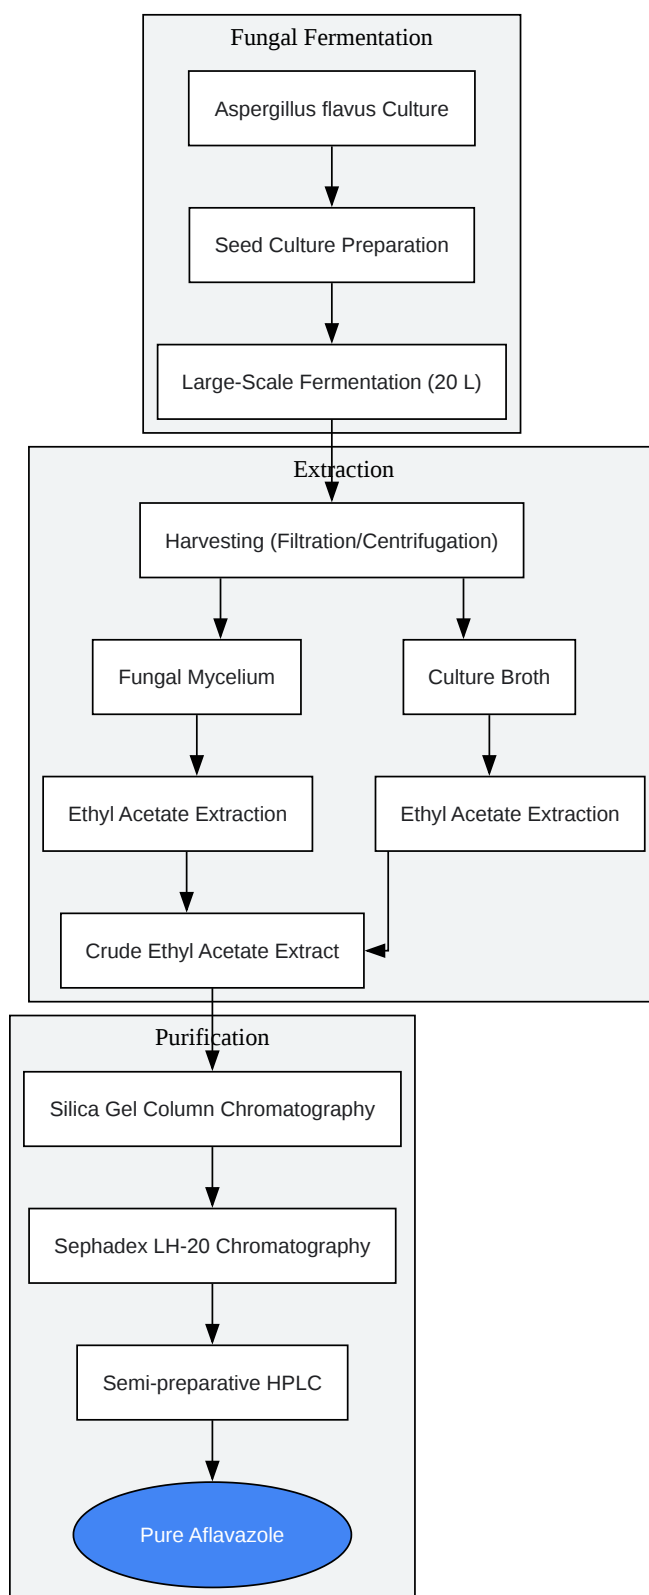 Fungal Fermentation
Aspergillus flavus Culture
Seed Culture Preparation
Large-Scale Fermentation (20 L)
Extraction
Harvesting (Filtration/Centrifugation)
Fungal Mycelium
Culture Broth
Ethyl Acetate Extraction
Ethyl Acetate Extraction
Crude Ethyl Acetate Extract
Purification
Silica Gel Column Chromatography
Sephadex LH-20 Chromatography
Semi-preparative HPLC
Pure Aflavazole